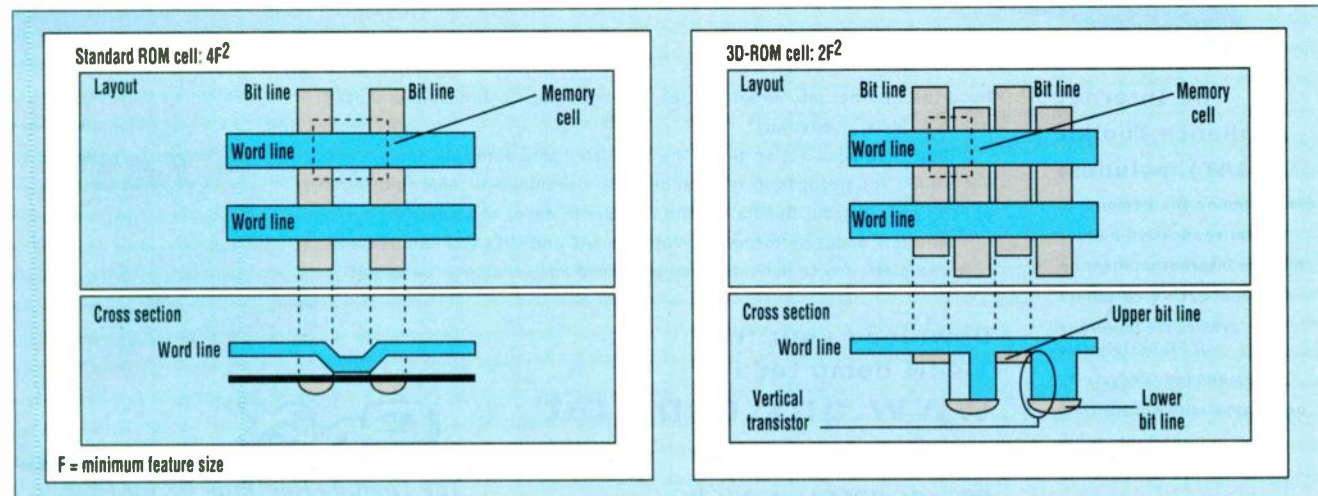 Standard ROM cell: 4F2
Layout
Bit line
Bit line
Memory
cell
Word line
Word line
Cross section
Word line
F = minimum feature size
3D-ROM cell: 2F2
Layout
Bit line
Bit line
Memory
cell
Word line
Word line
Cross section
Word line
Upper bit line
Vertical
transistor
Lower
bit line